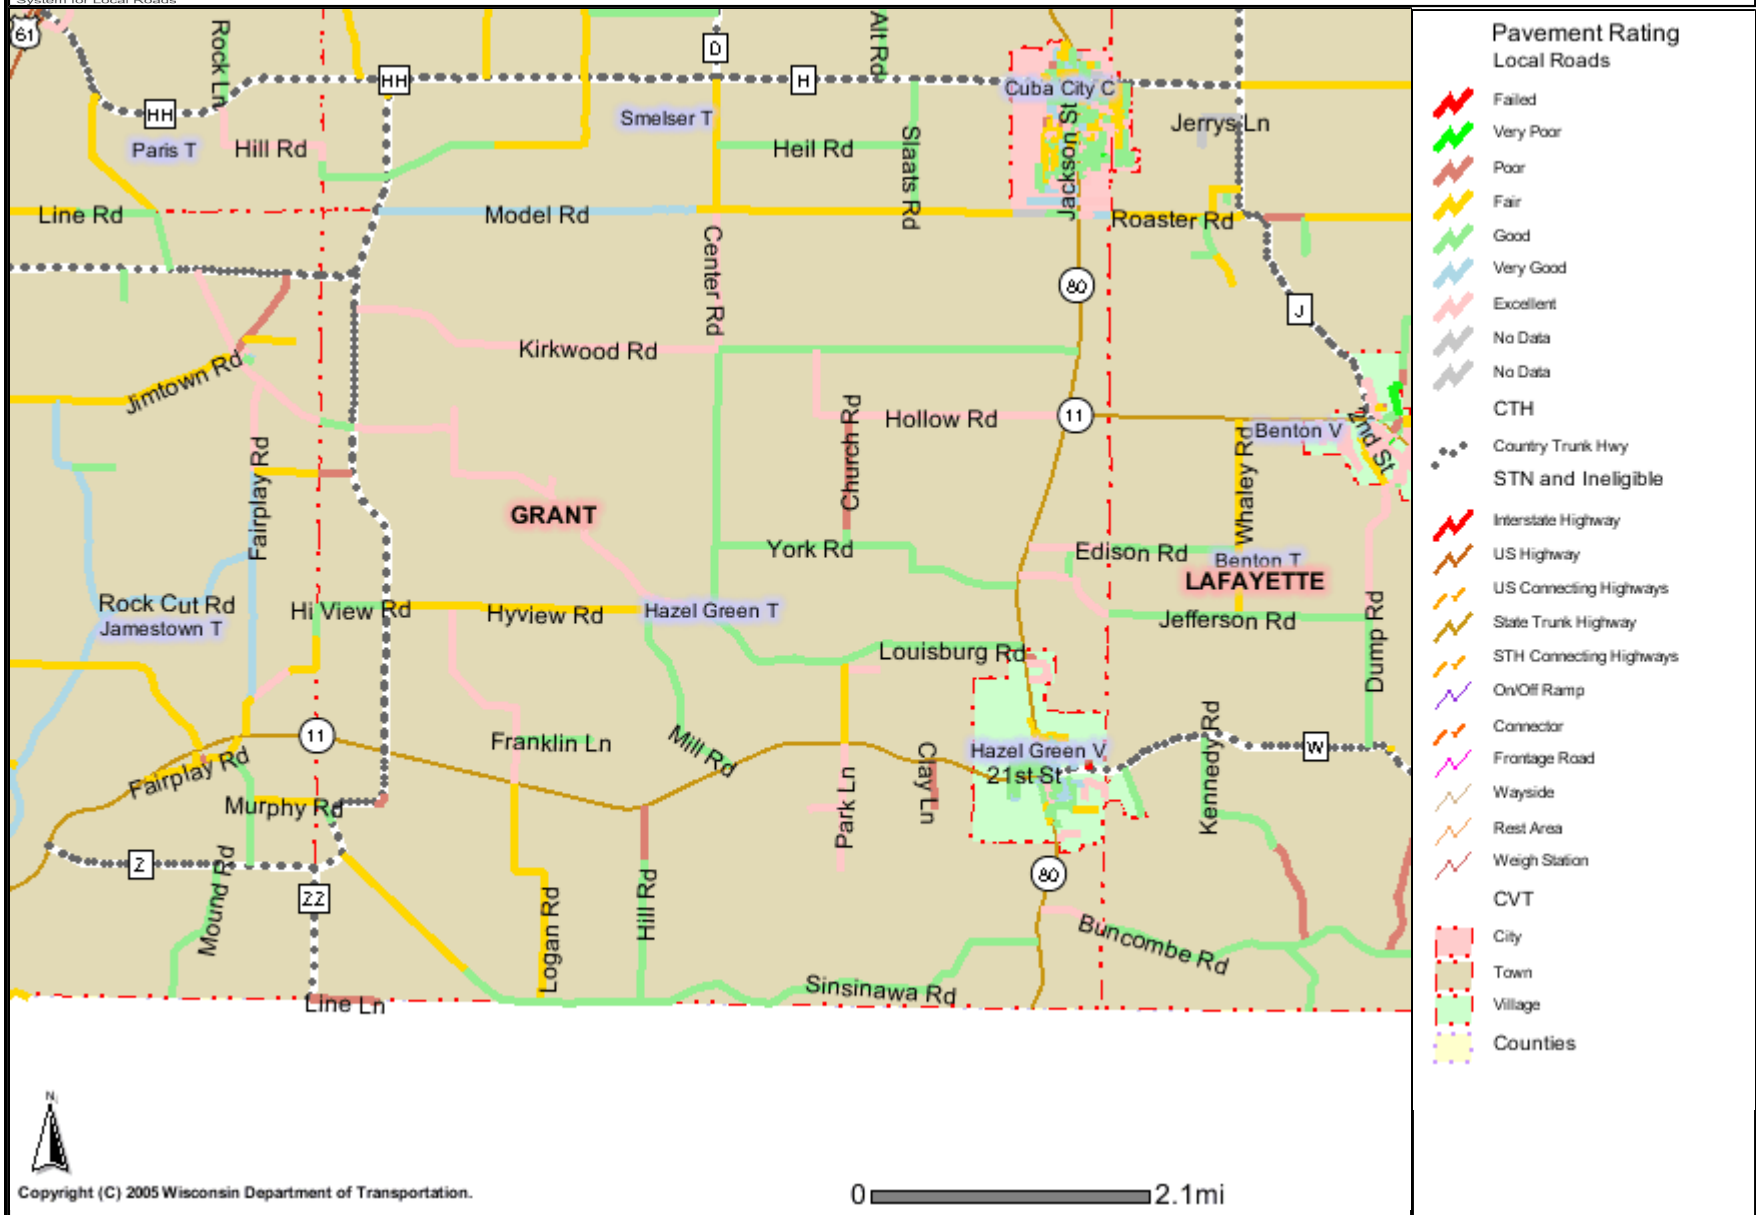 System for Local Roads
61
Rock Ln
D
Alt Rd
HH
H
Cuba City C
HH
Smelser T
Jerrys Ln
Paris T
Hill Rd
Heil Rd
Slaats Rd
Jackson St
Line Rd
Model Rd
Roaster Rd
Center Rd
80
J
Kirkwood Rd
Jimtown Rd
Church Rd
Hollow Rd
11
Benton V
2nd St
Whaley Rd
Fairplay Rd
GRANT
York Rd
Edison Rd
Benton T
LAFAYETTE
Rock Cut Rd
Hi View Rd
Hyview Rd
Hazel Green T
Jefferson Rd
Jamestown T
Louisburg Rd
Dump Rd
11
Franklin Ln
Mill Rd
Clay Ln
Hazel Green V
Kennedy Rd
W
21st St
Fairplay Rd
Murphy Rd
Park Ln
Z
Mound Rd
ZZ
Logan Rd
Hill Rd
80
Buncombe Rd
Sinsinawa Rd
Line Ln
N
Copyright (C) 2005 Wisconsin Department of Transportation.
0 2.1mi
Pavement Rating
Local Roads
Failed
Very Poor
Poor
Fair
Good
Very Good
Excellent
No Data
No Data
CTH
Country Trunk Hwy
STN and Ineligible
Interstate Highway
US Highway
US Connecting Highways
State Trunk Highway
STH Connecting Highways
On/Off Ramp
Connector
Frontage Road
Wayside
Rest Area
Weigh Station
CVT
City
Town
Village
Counties